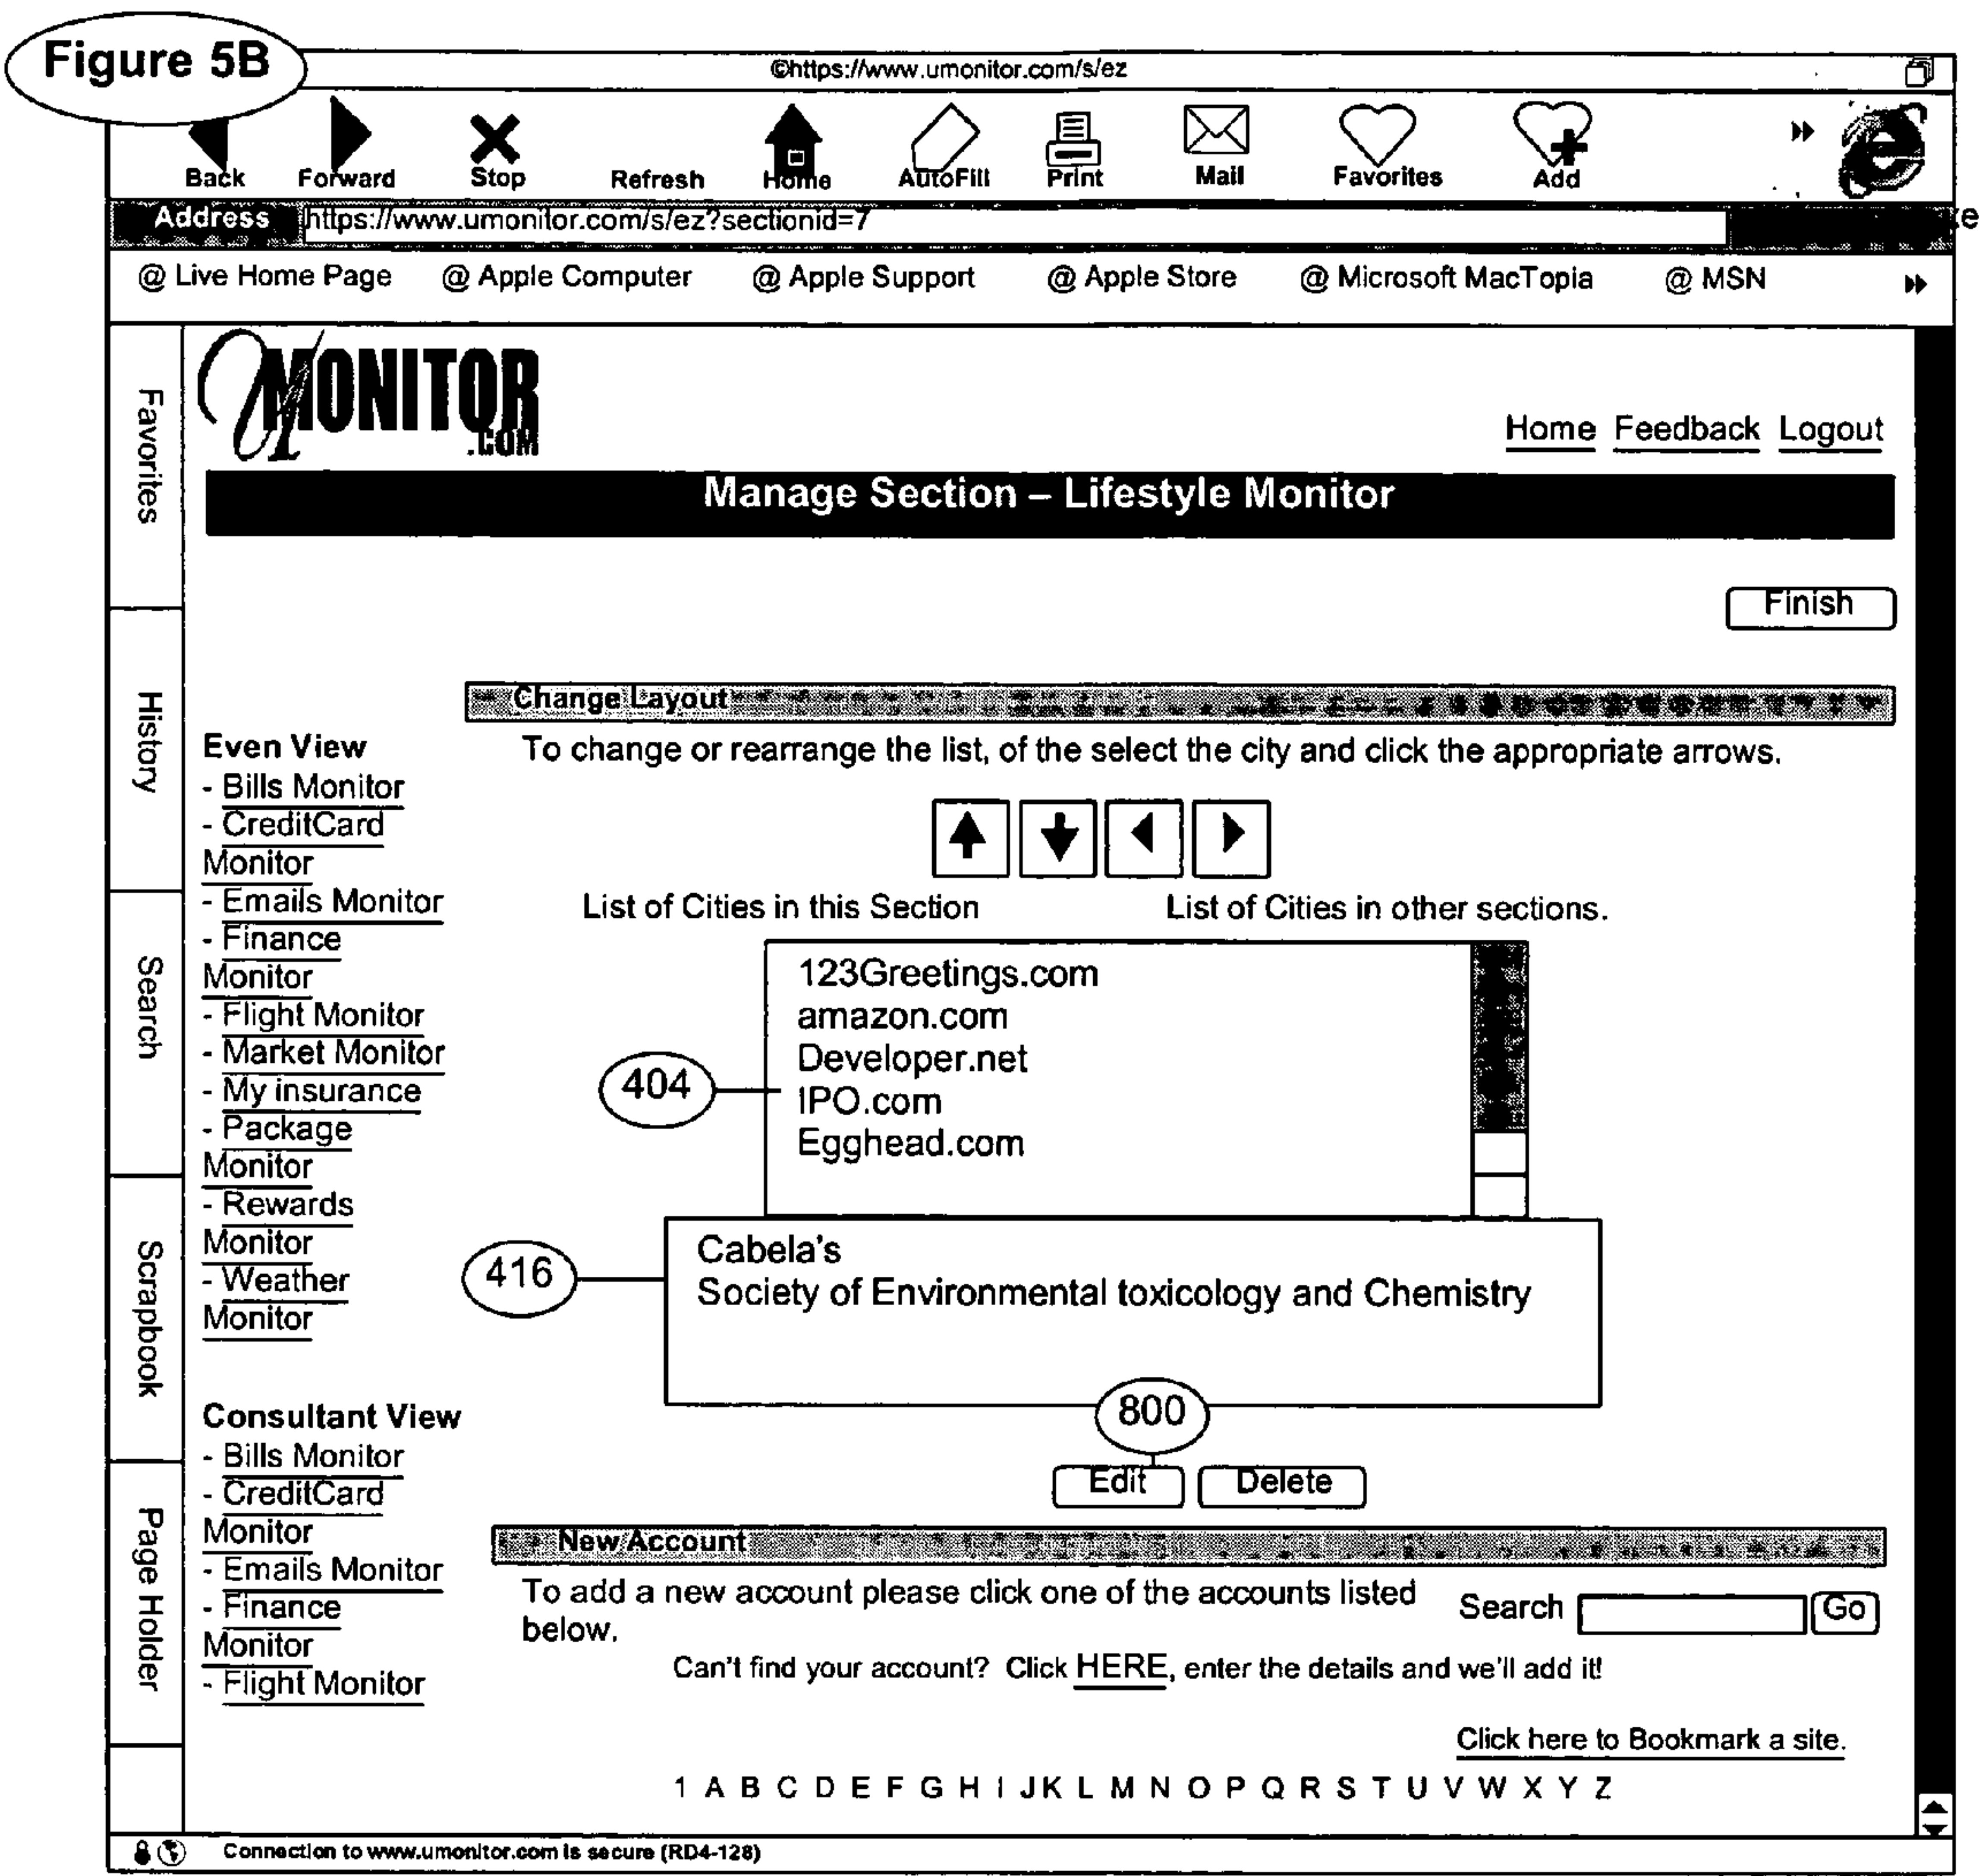 Figure 5B
©https://www.umonitor.com/s/ez
Back Forward Stop Refresh Home AutoFill Print Mail Favorites Add
Address https://www.umonitor.com/s/ez?sectionid=7
@ Live Home Page @ Apple Computer @ Apple Support @ Apple Store @ Microsoft MacTopia @ MSN
Favorites
History
Search
Scrapbook
Page Holder
UMONITOR
.COM
Home Feedback Logout
Manage Section – Lifestyle Monitor
Finish
Even View
- Bills Monitor
- CreditCard
Monitor
- Emails Monitor
- Finance
Monitor
- Flight Monitor
- Market Monitor
- My insurance
- Package
Monitor
- Rewards
Monitor
- Weather
Monitor
Consultant View
- Bills Monitor
- CreditCard
Monitor
- Emails Monitor
- Finance
Monitor
- Flight Monitor
Change Layout
To change or rearrange the list, of the select the city and click the appropriate arrows.
List of Cities in this Section List of Cities in other sections.
123Greetings.com
amazon.com
Developer.net
404
IPO.com
Egghead.com
416
Cabela's
Society of Environmental toxicology and Chemistry
800
Edit Delete
New Account
To add a new account please click one of the accounts listed
below.
Search Go
Can't find your account? Click HERE, enter the details and we'll add it!
Click here to Bookmark a site.
1 A B C D E F G H I J K L M N O P Q R S T U V W X Y Z
Connection to www.umonitor.com is secure (RD4-128)